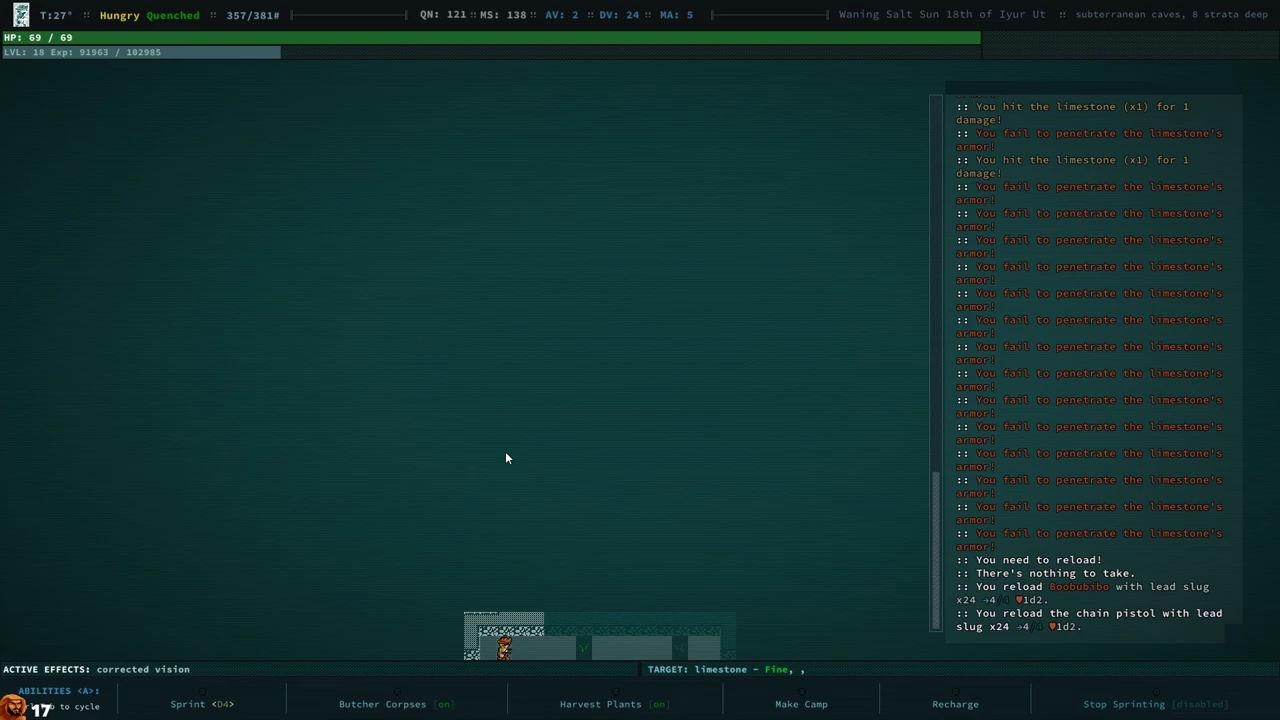 T:27° :: Hungry Quenched :: 357/381# QN: 121 :: MS: 138 :: AV: 2 :: DV: 24 :: MA: 5 Waning Salt Sun 18th of Iyur Ut :: subterranean caves, 8 strata deep
HP: 69 / 69
LVL: 18 Exp: 91963 / 102985
armor!
:: You hit the limestone (x1) for 1
damage!
:: You fail to penetrate the limestone's
armor!
:: You hit the limestone (x1) for 1
damage!
:: You fail to penetrate the limestone's
armor!
:: You fail to penetrate the limestone's
armor!
:: You fail to penetrate the limestone's
armor!
:: You fail to penetrate the limestone's
armor!
:: You fail to penetrate the limestone's
armor!
:: You fail to penetrate the limestone's
armor!
:: You fail to penetrate the limestone's
armor!
:: You fail to penetrate the limestone's
armor!
:: You fail to penetrate the limestone's
armor!
:: You fail to penetrate the limestone's
armor!
:: You fail to penetrate the limestone's
armor!
:: You fail to penetrate the limestone's
armor!
:: You fail to penetrate the limestone's
armor!
:: You fail to penetrate the limestone's
armor!
:: You need to reload!
:: There's nothing to take.
:: You reload Boobubibo with lead slug
x24 →4/4 ♥1d2.
:: You reload the chain pistol with lead
slug x24 →4/4 ♥1d2.
ACTIVE EFFECTS: corrected vision
TARGET: limestone - Fine, ,
ABILITIES <A>:
to cycle
17
Sprint <D4>
Butcher Corpses [on]
Harvest Plants [on]
Make Camp
Recharge
Stop Sprinting [disabled]